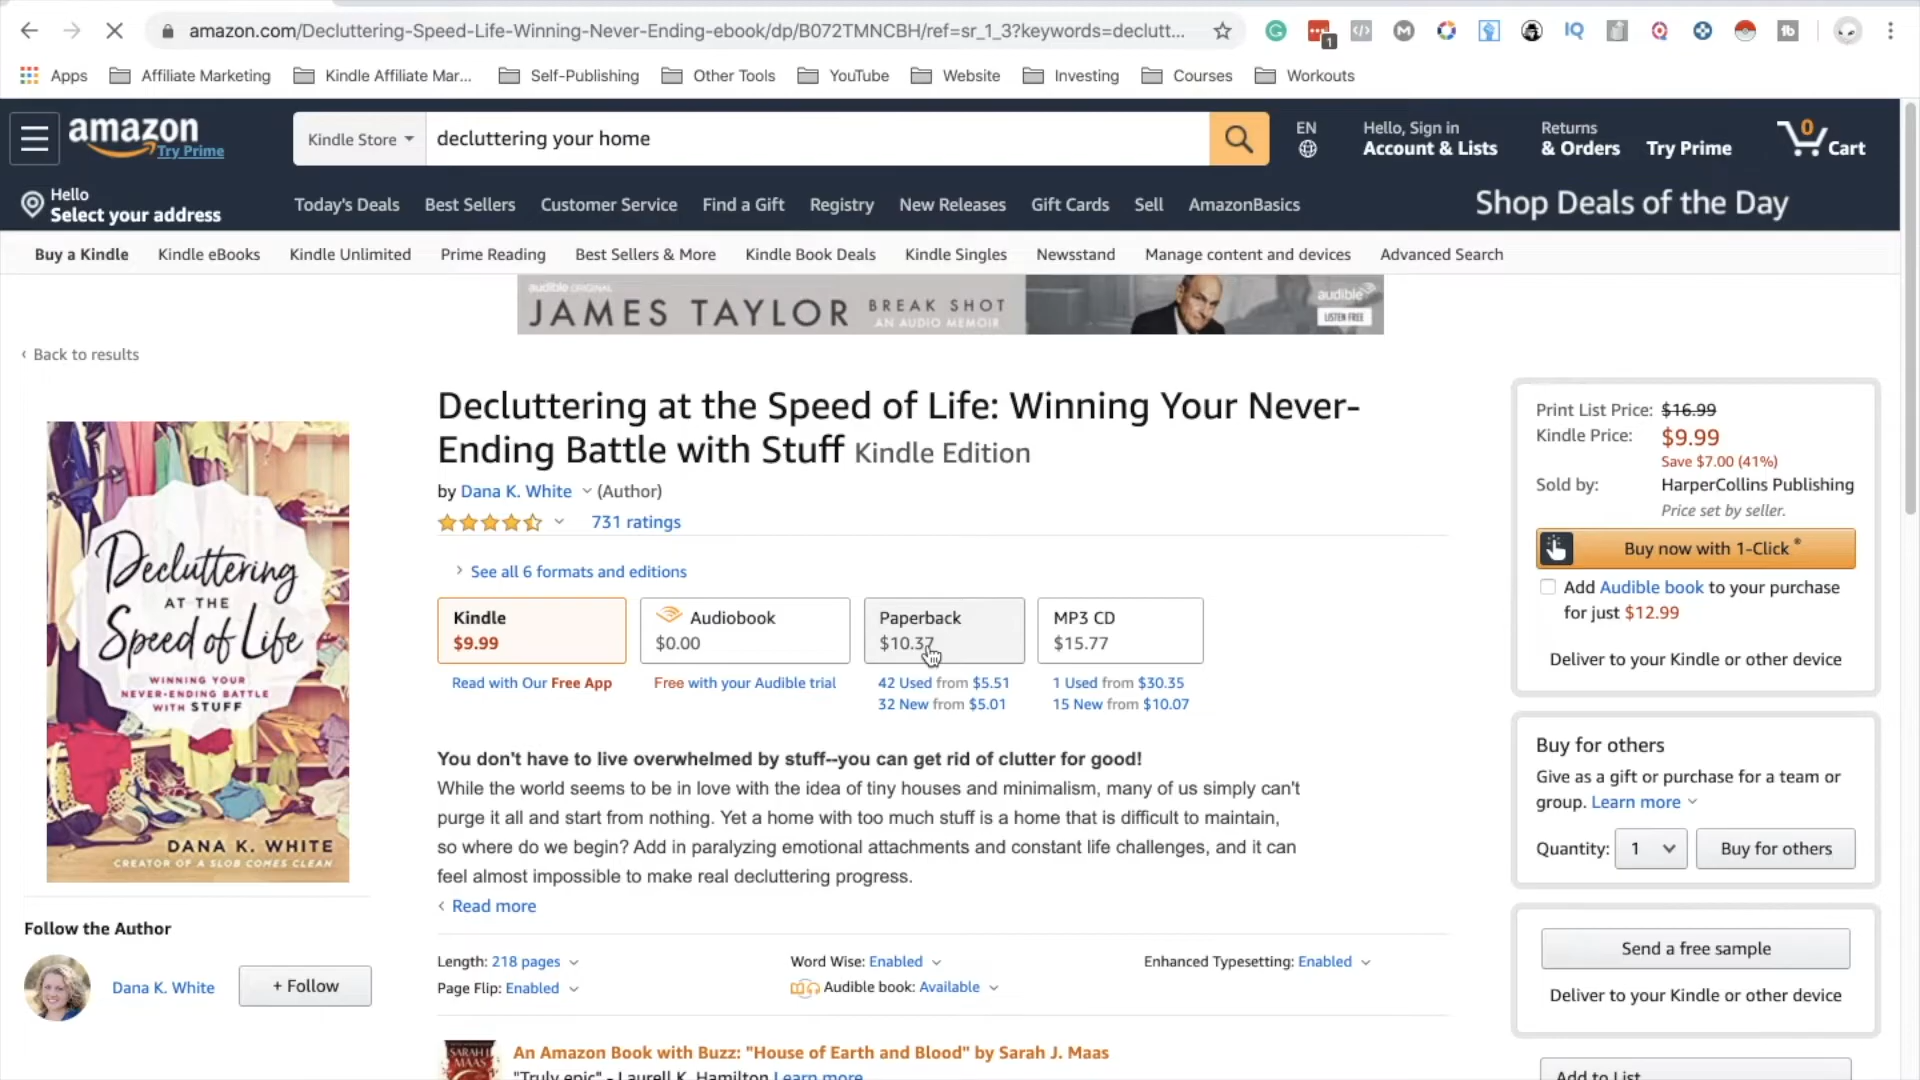 amazon.com/Decluttering-Speed-Life-Winning-Never-Ending-ebook/dp/B072TMNCBH/ref=sr_1_3?keywords=declutt...
1
IQ
tb
Apps
Affiliate Marketing
Kindle Affiliate Mar...
Self-Publishing
Other Tools
YouTube
Website
Investing
Courses
Workouts
amazon
Try Prime
Kindle Store
decluttering your home
EN
Hello, Sign in
Account & Lists
Returns
& Orders
Try Prime
0
Cart
Hello
Select your address
Today's Deals
Best Sellers
Customer Service
Find a Gift
Registry
New Releases
Gift Cards
Sell
AmazonBasics
Shop Deals of the Day
Buy a Kindle
Kindle eBooks
Kindle Unlimited
Prime Reading
Best Sellers & More
Kindle Book Deals
Kindle Singles
Newsstand
Manage content and devices
Advanced Search
audible ORIGINAL
JAMES TAYLOR
BREAK SHOT
AN AUDIO MEMOIR
audible
LISTEN FREE
‹ Back to results
Decluttering
AT THE
Speed of Life
WINNING YOUR
NEVER-ENDING BATTLE
WITH STUFF
DANA K. WHITE
CREATOR OF A SLOB COMES CLEAN
Follow the Author
Dana K. White
+ Follow
Decluttering at the Speed of Life: Winning Your Never-
Ending Battle with Stuff Kindle Edition
by Dana K. White (Author)
731 ratings
See all 6 formats and editions
Kindle
$9.99
Read with Our Free App
Audiobook
$0.00
Free with your Audible trial
Paperback
$10.37
42 Used from $5.51
32 New from $5.01
MP3 CD
$15.77
1 Used from $30.35
15 New from $10.07
You don't have to live overwhelmed by stuff--you can get rid of clutter for good!
While the world seems to be in love with the idea of tiny houses and minimalism, many of us simply can't
purge it all and start from nothing. Yet a home with too much stuff is a home that is difficult to maintain,
so where do we begin? Add in paralyzing emotional attachments and constant life challenges, and it can
feel almost impossible to make real decluttering progress.
‹ Read more
Length: 218 pages
Word Wise: Enabled
Enhanced Typesetting: Enabled
Page Flip: Enabled
Audible book: Available
SARAH J.
MAAS
An Amazon Book with Buzz: "House of Earth and Blood" by Sarah J. Maas
"Truly epic" - Laurell K. Hamilton Learn more
Print List Price: $16.99
Kindle Price: $9.99
Save $7.00 (41%)
Sold by: HarperCollins Publishing
Price set by seller.
Buy now with 1-Click ®
Add Audible book to your purchase
for just $12.99
Deliver to your Kindle or other device
Buy for others
Give as a gift or purchase for a team or
group. Learn more
Quantity: 1
Buy for others
Send a free sample
Deliver to your Kindle or other device
Add to List